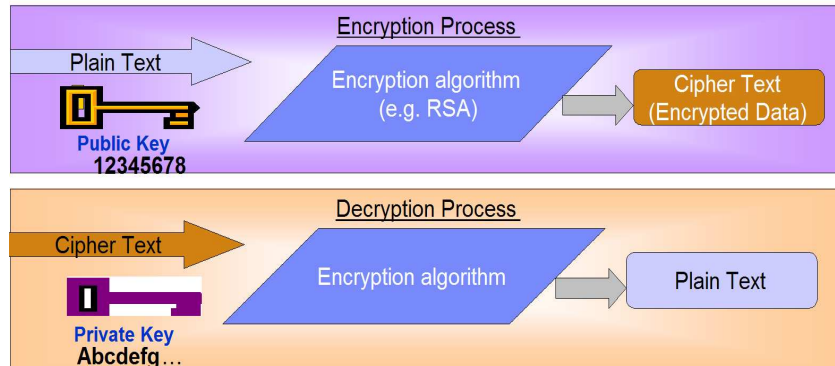 Encryption Process
Plain Text
Encryption algorithm
(e.g. RSA)
Cipher Text
(Encrypted Data)
Public Key
12345678
Decryption Process
Cipher Text
Encryption algorithm
Plain Text
Private Key
Abcdefg...